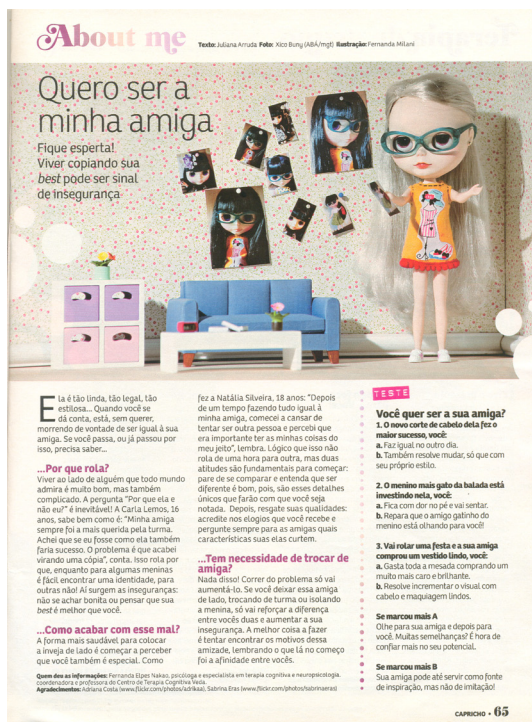 About me
Texto: Juliana Arruda Foto: Xico Buny (ABÁ/mgt) Ilustração: Fernanda Milani
Quero ser a
minha amiga
Fique esperta!
Viver copiando sua
best pode ser sinal
de insegurança
Ela é tão linda, tão legal, tão
estilosa... Quando você se
dá conta, está, sem querer,
morrendo de vontade de ser igual à sua
amiga. Se você passa, ou já passou por
isso, precisa saber...
...Por que rola?
Viver ao lado de alguém que todo mundo
admira é muito bom, mas também
complicado. A pergunta "Por que ela e
não eu?" é inevitável! A Carla Lemos, 16
anos, sabe bem como é: "Minha amiga
sempre foi a mais querida pela turma.
Achei que se eu fosse como ela também
faria sucesso. O problema é que acabei
virando uma cópia", conta. Isso rola por
que, enquanto para algumas meninas
é fácil encontrar uma identidade, para
outras não! Aí surgem as inseguranças:
não se achar bonita ou pensar que sua
best é melhor que você.
...Como acabar com esse mal?
A forma mais saudável para colocar
a inveja de lado é começar a perceber
que você também é especial. Como
fez a Natália Silveira, 18 anos: "Depois
de um tempo fazendo tudo igual à
minha amiga, comecei a cansar de
tentar ser outra pessoa e percebi que
era importante ter as minhas coisas do
meu jeito", lembra. Lógico que isso não
rola de uma hora para outra, mas duas
atitudes são fundamentais para começar:
pare de se comparar e entenda que ser
diferente é bom, pois, são esses detalhes
únicos que farão com que você seja
notada. Depois, resgate suas qualidades:
acredite nos elogios que você recebe e
pergunte sempre para as amigas quais
características suas elas curtem.
...Tem necessidade de trocar de
amiga?
Nada disso! Correr do problema só vai
aumentá-lo. Se você deixar essa amiga
de lado, trocando de turma ou isolando
a menina, só vai reforçar a diferença
entre vocês duas e aumentar a sua
insegurança. A melhor coisa a fazer
é tentar encontrar os motivos dessa
amizade, lembrando o que lá no começo
foi a afinidade entre vocês.
TESTE
Você quer ser a sua amiga?
1. O novo corte de cabelo dela fez o
maior sucesso, você:
a. Faz igual no outro dia.
b. Também resolve mudar, só que com
seu próprio estilo.
2. O menino mais gato da balada está
investindo nela, você:
a. Fica com dor no pé e vai sentar.
b. Repara que o amigo gatinho do
menino está olhando para você!
3. Vai rolar uma festa e a sua amiga
comprou um vestido lindo, você:
a. Gasta toda a mesada comprando um
muito mais caro e brilhante.
b. Resolve incrementar o visual com
cabelo e maquiagem lindos.
Se marcou mais A
Olhe para sua amiga e depois para
você. Muitas semelhanças? É hora de
confiar mais no seu potencial.
Se marcou mais B
Sua amiga pode até servir como fonte
de inspiração, mas não de imitação!
Quem deu as informações: Fernanda Elpes Nakao, psicóloga e especialista em terapia cognitiva e neuropsicologia,
coordenadora e professora do Centro de Terapia Cognitiva Veda.
Agradecimentos: Adriana Costa (www.flickr.com/photos/adrikaa), Sabrina Eras (www.flickr.com/photos/sabrinaeras)
CAPRICHO • 65